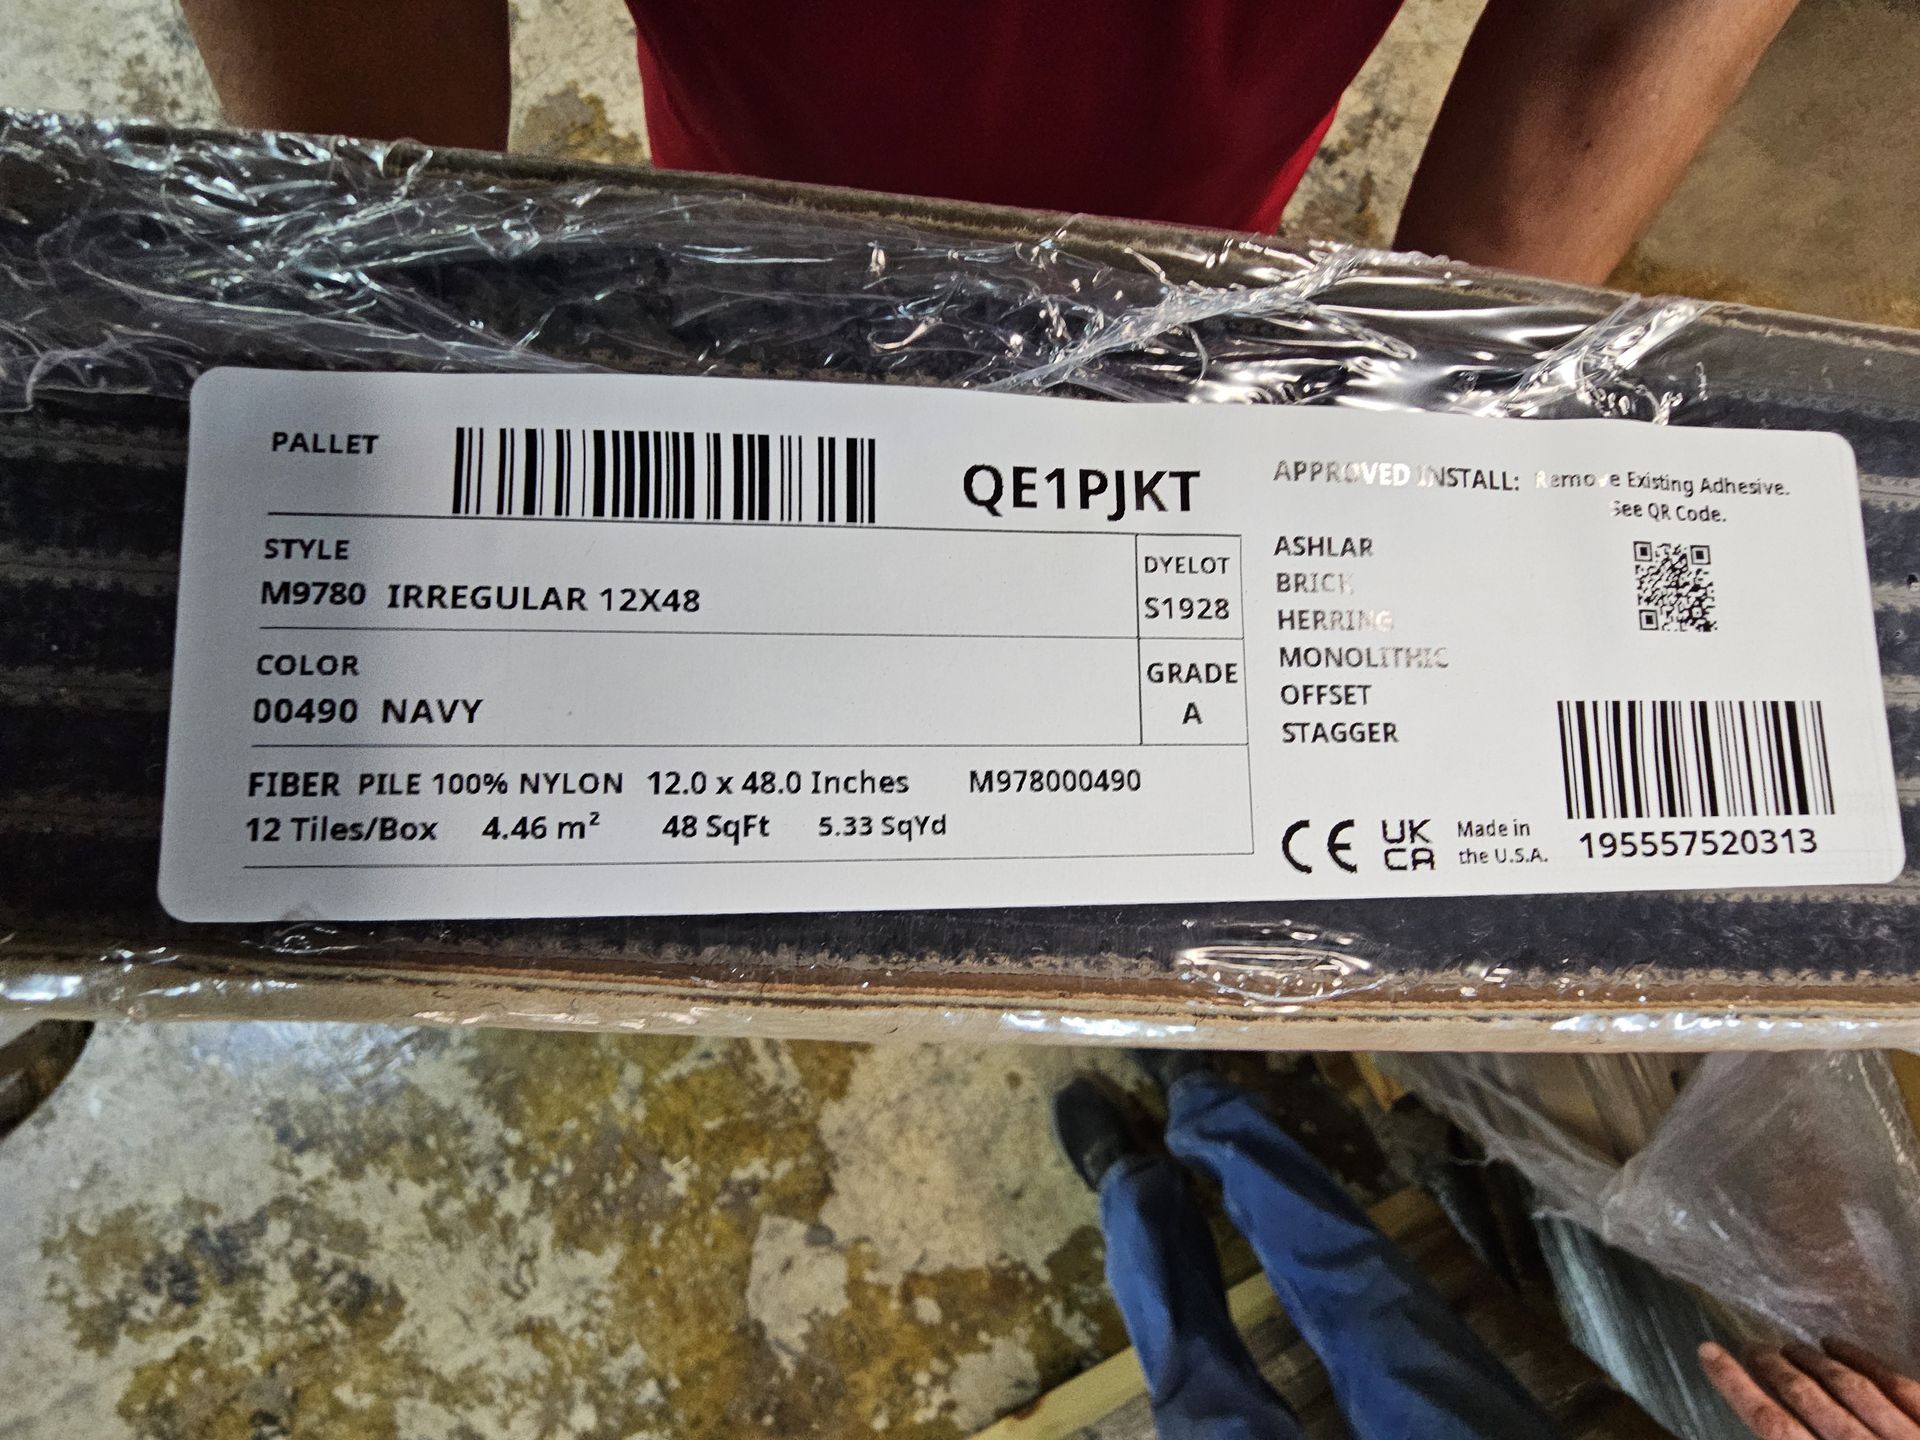 PALLET
QE1PJKT
STYLE
M9780 IRREGULAR 12X48
DYELOT
S1928
COLOR
00490 NAVY
GRADE
A
FIBER PILE 100% NYLON 12.0 x 48.0 Inches M978000490
12 Tiles/Box 4.46 m² 48 SqFt 5.33 SqYd
APPROVED INSTALL: Remove Existing Adhesive.
See QR Code.
ASHLAR
BRICK
HERRING
MONOLITHIC
OFFSET
STAGGER
CE UK
CA
Made in
the U.S.A.
195557520313